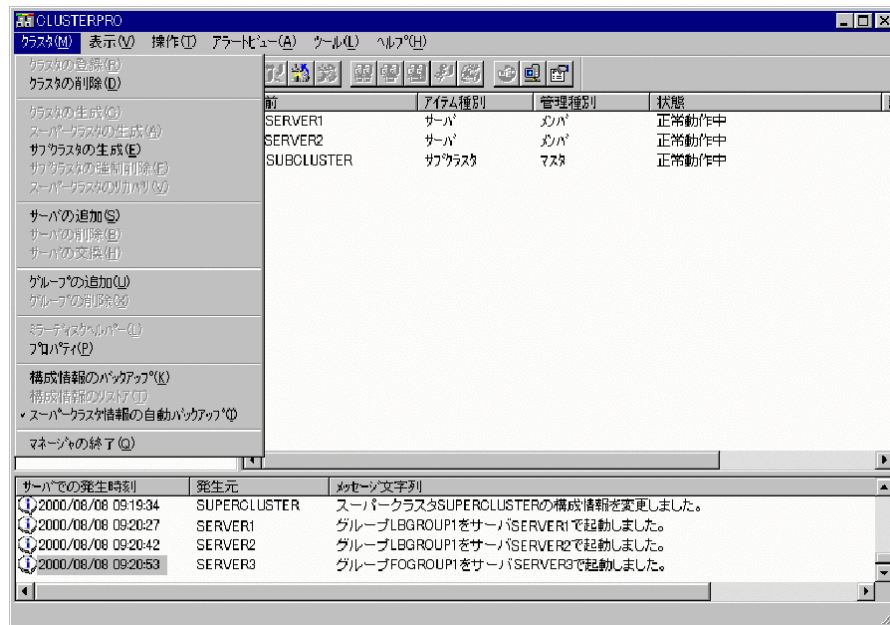 CLUSTERPRO
クラスタ(M) 表示(V) 操作(T) アラートビュー(A) ツール(L) ヘルプ(H)
クラスタの登録(R)
クラスタの削除(D)
クラスタの生成(G)
スーパークラスタの生成(A)
サブクラスタの生成(E)
サブクラスタの強制削除(F)
スーパークラスタのリカバリ(V)
サーバの追加(S)
サーバの削除(B)
サーバの交換(H)
グループの追加(U)
グループの削除(X)
ミラーディスクヘルパー(L)
プロパティ(P)
構成情報のバックアップ(K)
構成情報のリストア(T)
スーパークラスタ情報の自動バックアップ(I)
マネージャの終了(Q)
前 アイテム種別 管理種別 状態
SERVER1 サーバ メンバ 正常動作中
SERVER2 サーバ メンバ 正常動作中
SUBCLUSTER サブクラスタ マスタ 正常動作中
サーバでの発生時刻 発生元 メッセージ文字列
2000/08/08 09:19:34 SUPERCLUSTER スーパークラスタSUPERCLUSTERの構成情報を変更しました。
2000/08/08 09:20:27 SERVER1 グループLBGROUP1をサーバSERVER1で起動しました。
2000/08/08 09:20:42 SERVER2 グループLBGROUP1をサーバSERVER2で起動しました。
2000/08/08 09:20:53 SERVER3 グループFOGROUP1をサーバSERVER3で起動しました。